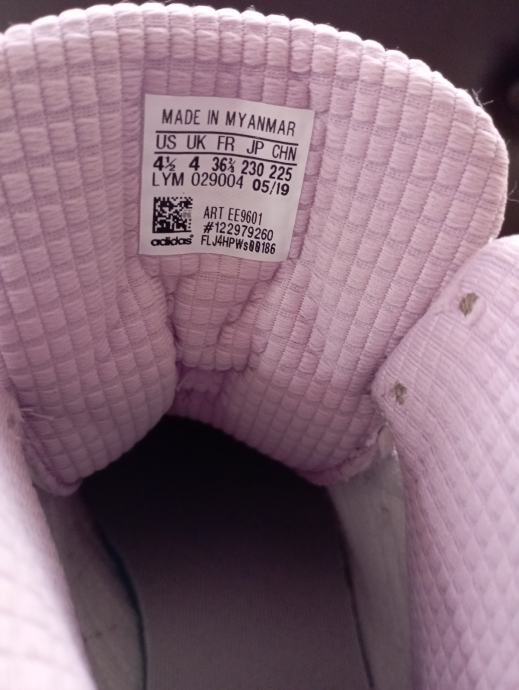 MADE IN MYANMAR
US UK FR JP CHN
4½ 4 36⅔ 230 225
LYM 029004 05/19
ART EE9601
#122979260
adidas® FLJ4HPWs00186